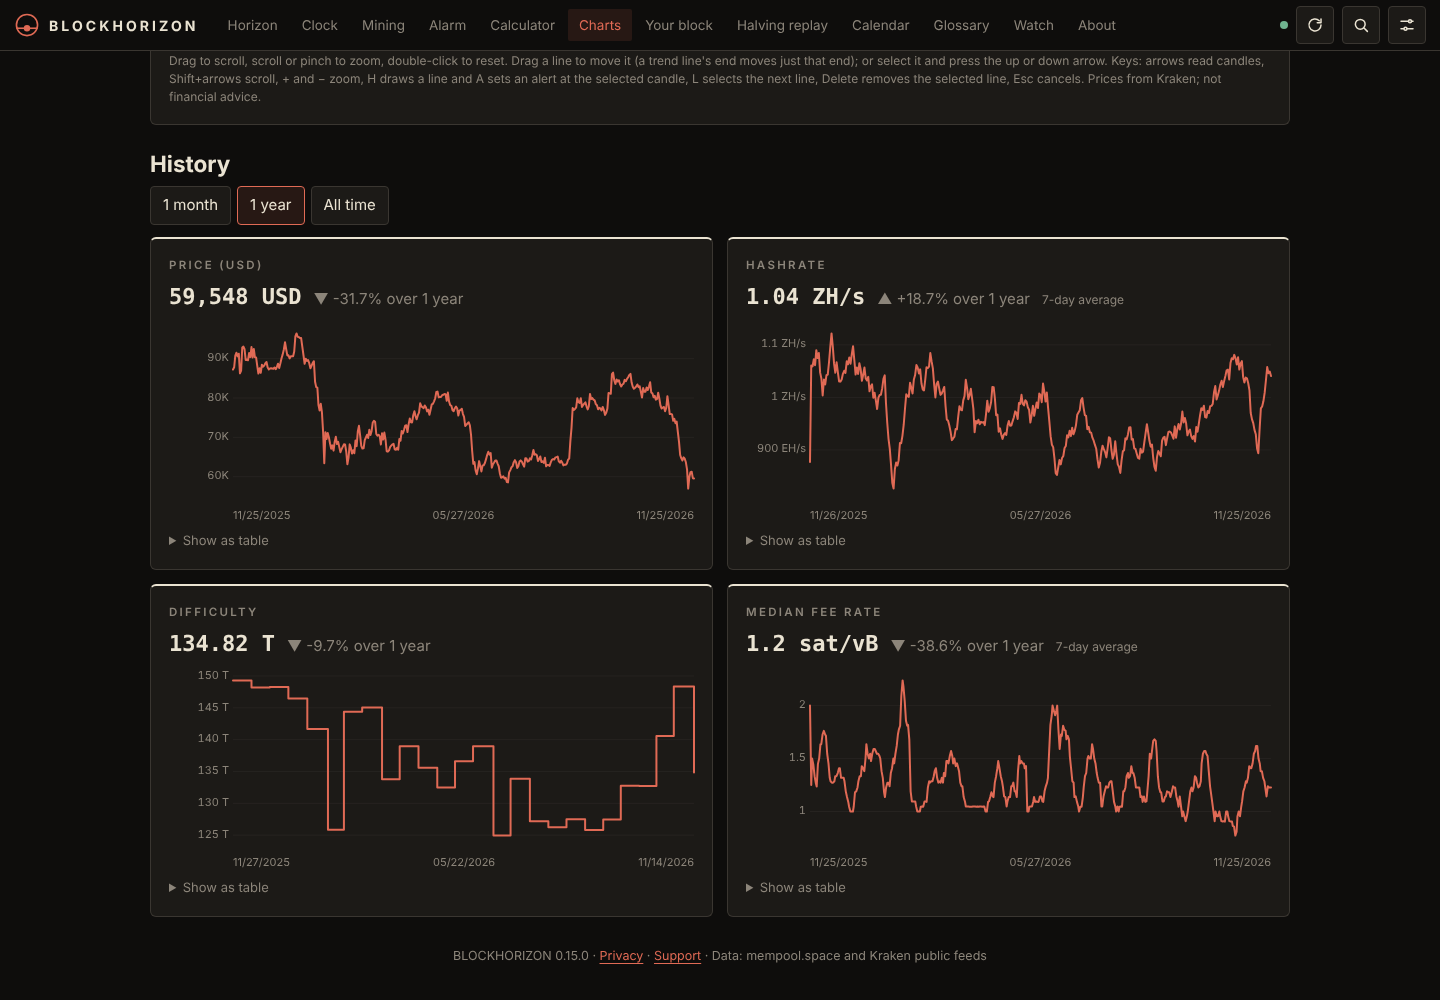 BLOCKHORIZON Horizon Clock Mining Alarm Calculator Charts Your block Halving replay Calendar Glossary Watch About
Drag to scroll, scroll or pinch to zoom, double-click to reset. Drag a line to move it (a trend line's end moves just that end); or select it and press the up or down arrow. Keys: arrows read candles,
Shift+arrows scroll, + and − zoom, H draws a line and A sets an alert at the selected candle, L selects the next line, Delete removes the selected line, Esc cancels. Prices from Kraken; not
financial advice.
History
1 month 1 year All time
PRICE (USD)
59,548 USD ▼ -31.7% over 1 year
90K
80K
70K
60K
11/25/2025 05/27/2026 11/25/2026
▶ Show as table
HASHRATE
1.04 ZH/s ▲ +18.7% over 1 year 7-day average
1.1 ZH/s
1 ZH/s
900 EH/s
11/26/2025 05/27/2026 11/25/2026
▶ Show as table
DIFFICULTY
134.82 T ▼ -9.7% over 1 year
150 T
145 T
140 T
135 T
130 T
125 T
11/27/2025 05/22/2026 11/14/2026
▶ Show as table
MEDIAN FEE RATE
1.2 sat/vB ▼ -38.6% over 1 year 7-day average
2
1.5
1
11/25/2025 05/27/2026 11/25/2026
▶ Show as table
BLOCKHORIZON 0.15.0 · Privacy · Support · Data: mempool.space and Kraken public feeds